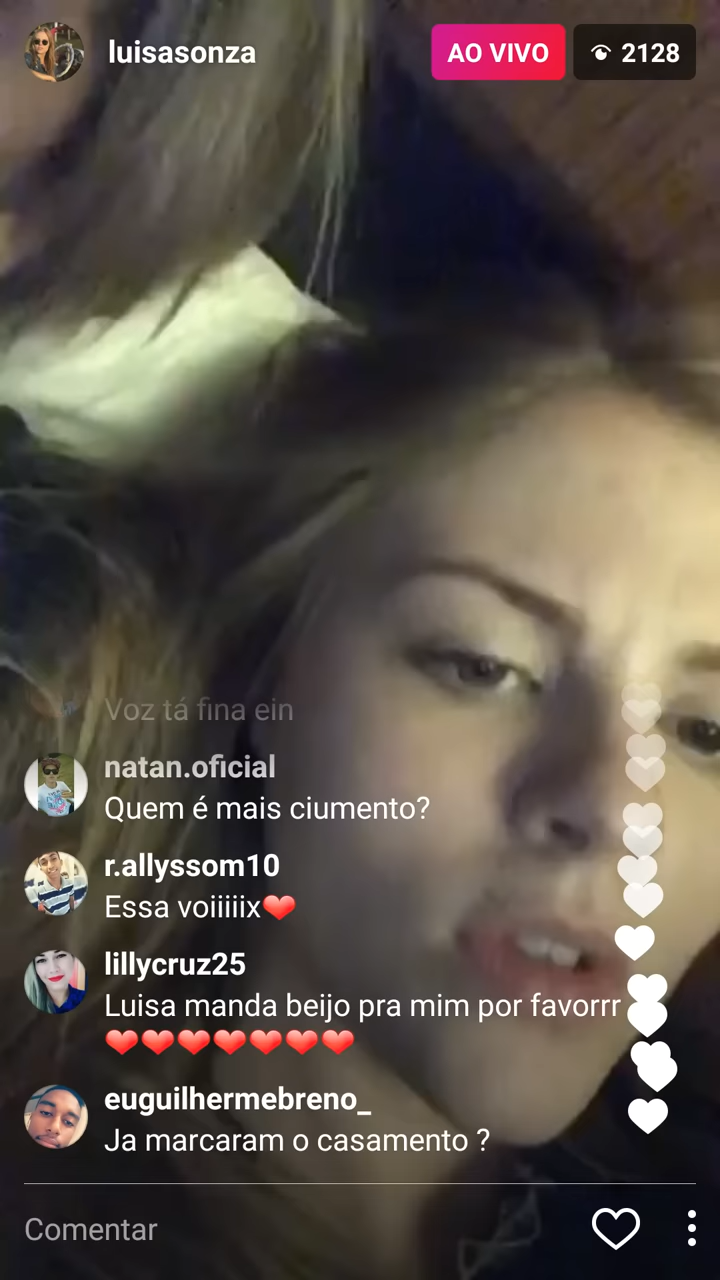 luisasonza
AO VIVO
2128
Voz tá fina ein
natan.oficial
Quem é mais ciumento?
r.allyssom10
Essa voiiiiix❤
lillycruz25
Luisa manda beijo pra mim por favorrr
❤❤❤❤❤❤❤
euguilhermebreno_
Ja marcaram o casamento ?
Comentar